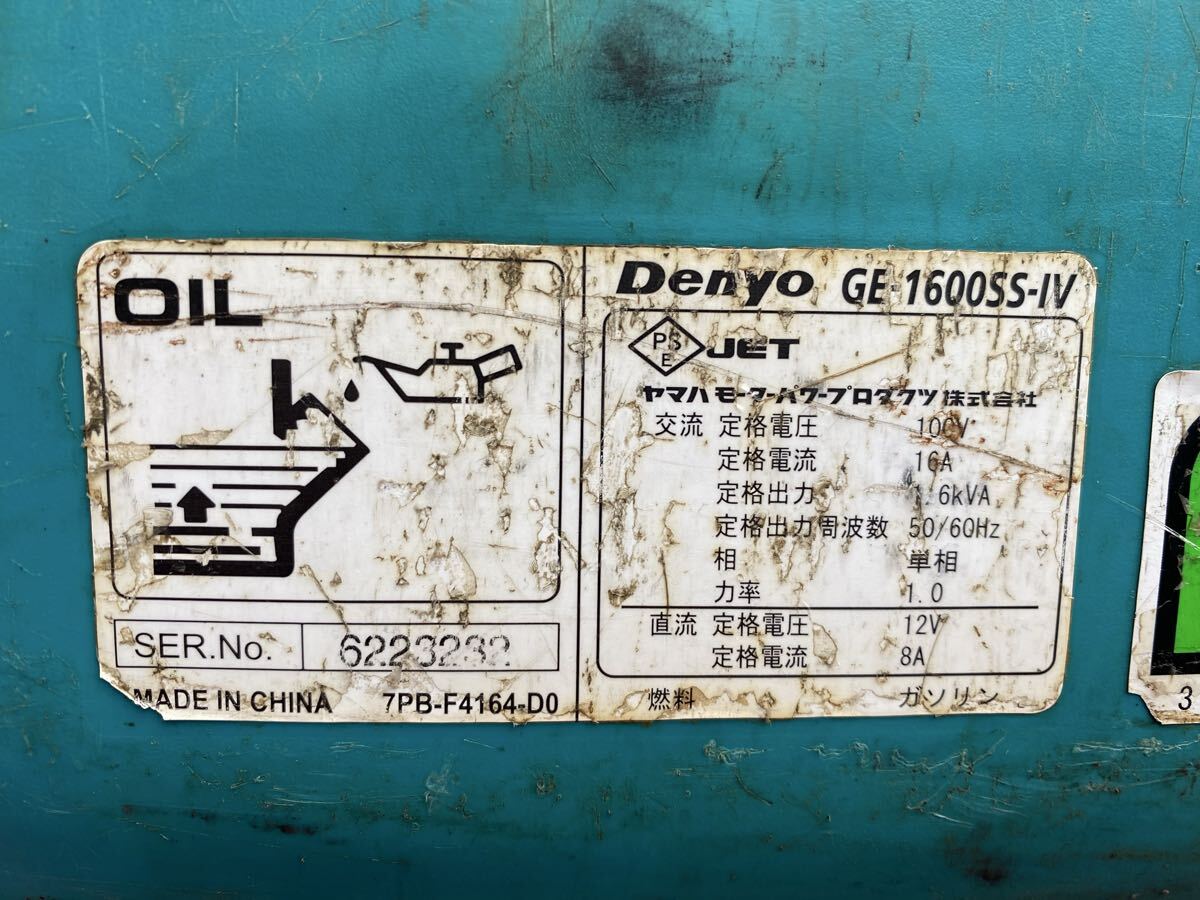 OIL
SER.No. 6223232
MADE IN CHINA 7PB-F4164-D0
Denyo GE-1600SS-IV
PS
E
JET
ヤマハモーターパワープロダクツ株式会社
交流 定格電圧 100V
定格電流 16A
定格出力 1.6kVA
定格出力周波数 50/60Hz
相 単相
力率 1.0
直流 定格電圧 12V
定格電流 8A
燃料 ガソリン
3